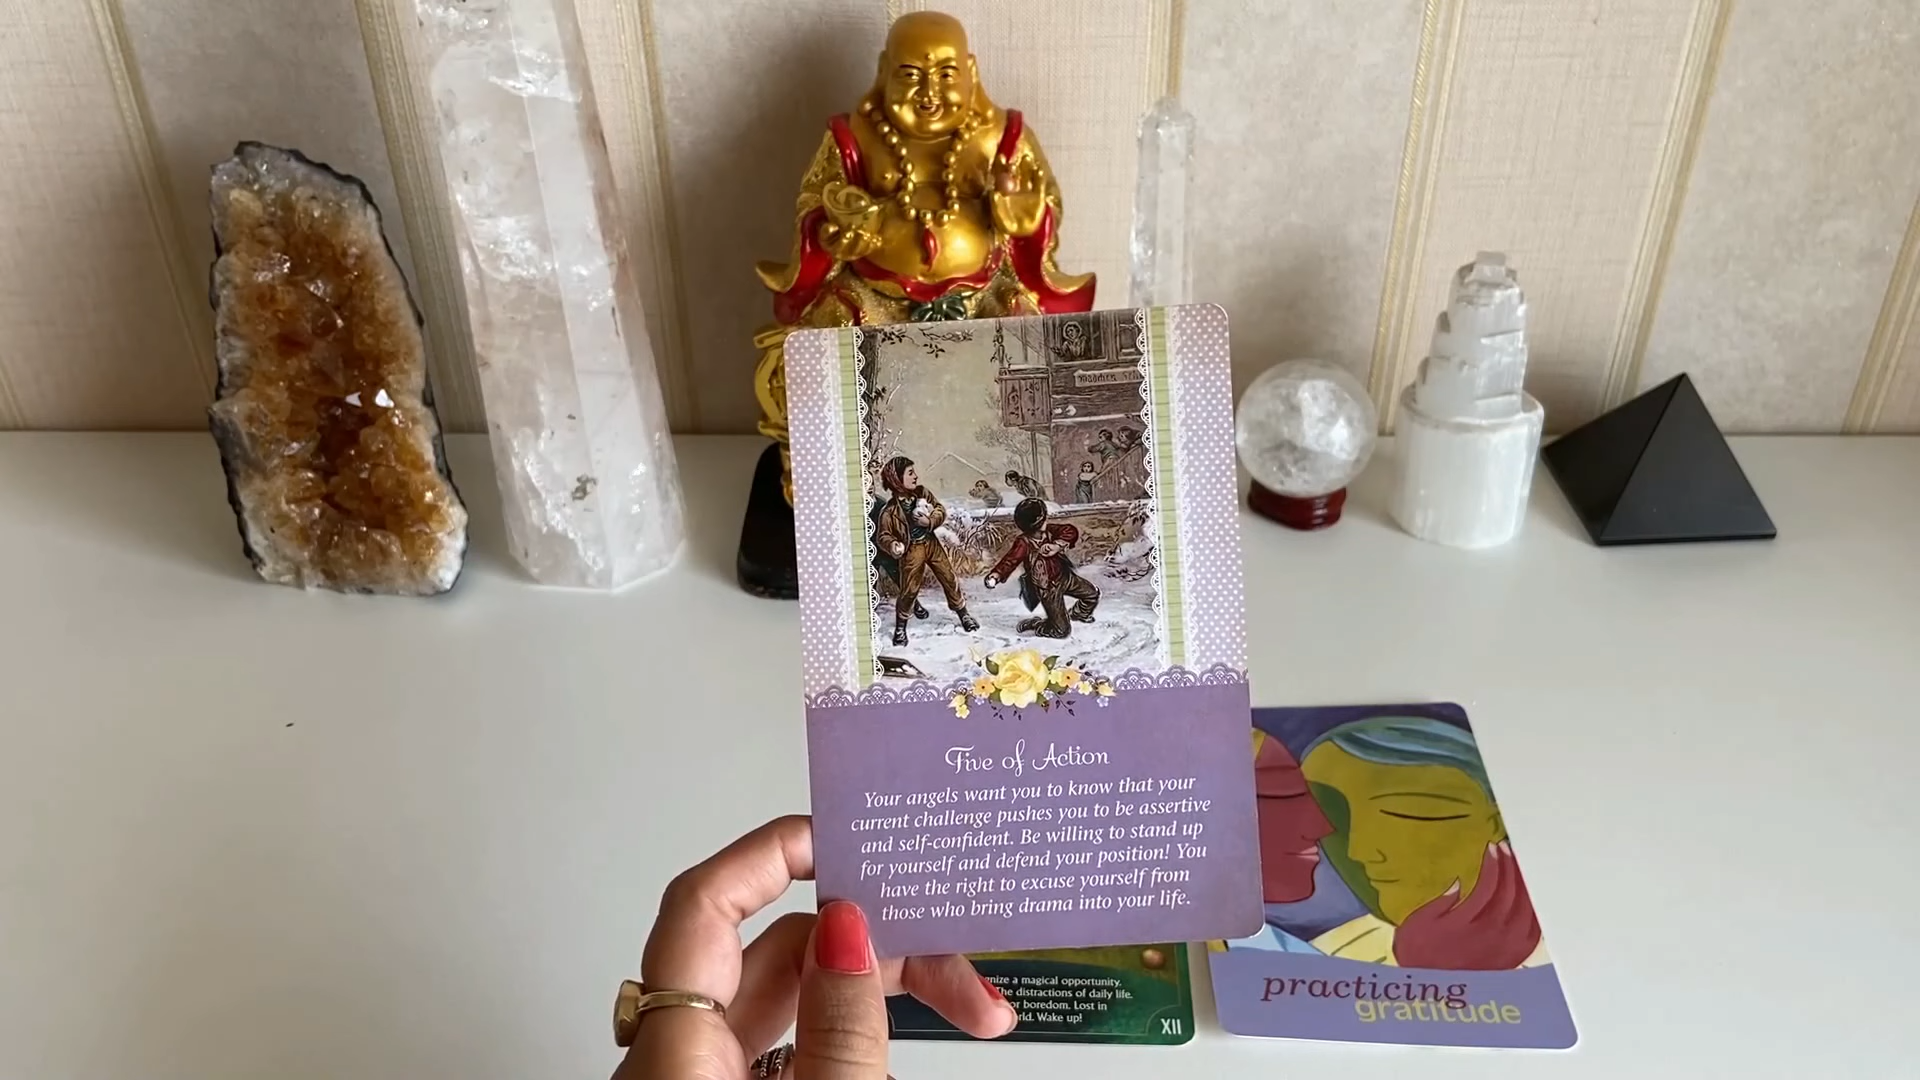 Five of Action
Your angels want you to know that your
current challenge pushes you to be assertive
and self-confident. Be willing to stand up
for yourself and defend your position! You
have the right to excuse yourself from
those who bring drama into your life.
a magical opportunity.
The distractions of daily life.
or boredom. Lost in
Wake up!
XII
practicing
gratitude